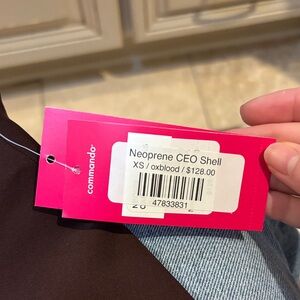 commando
Neoprene CEO Shell
XS / oxblood / $128.00
47833831